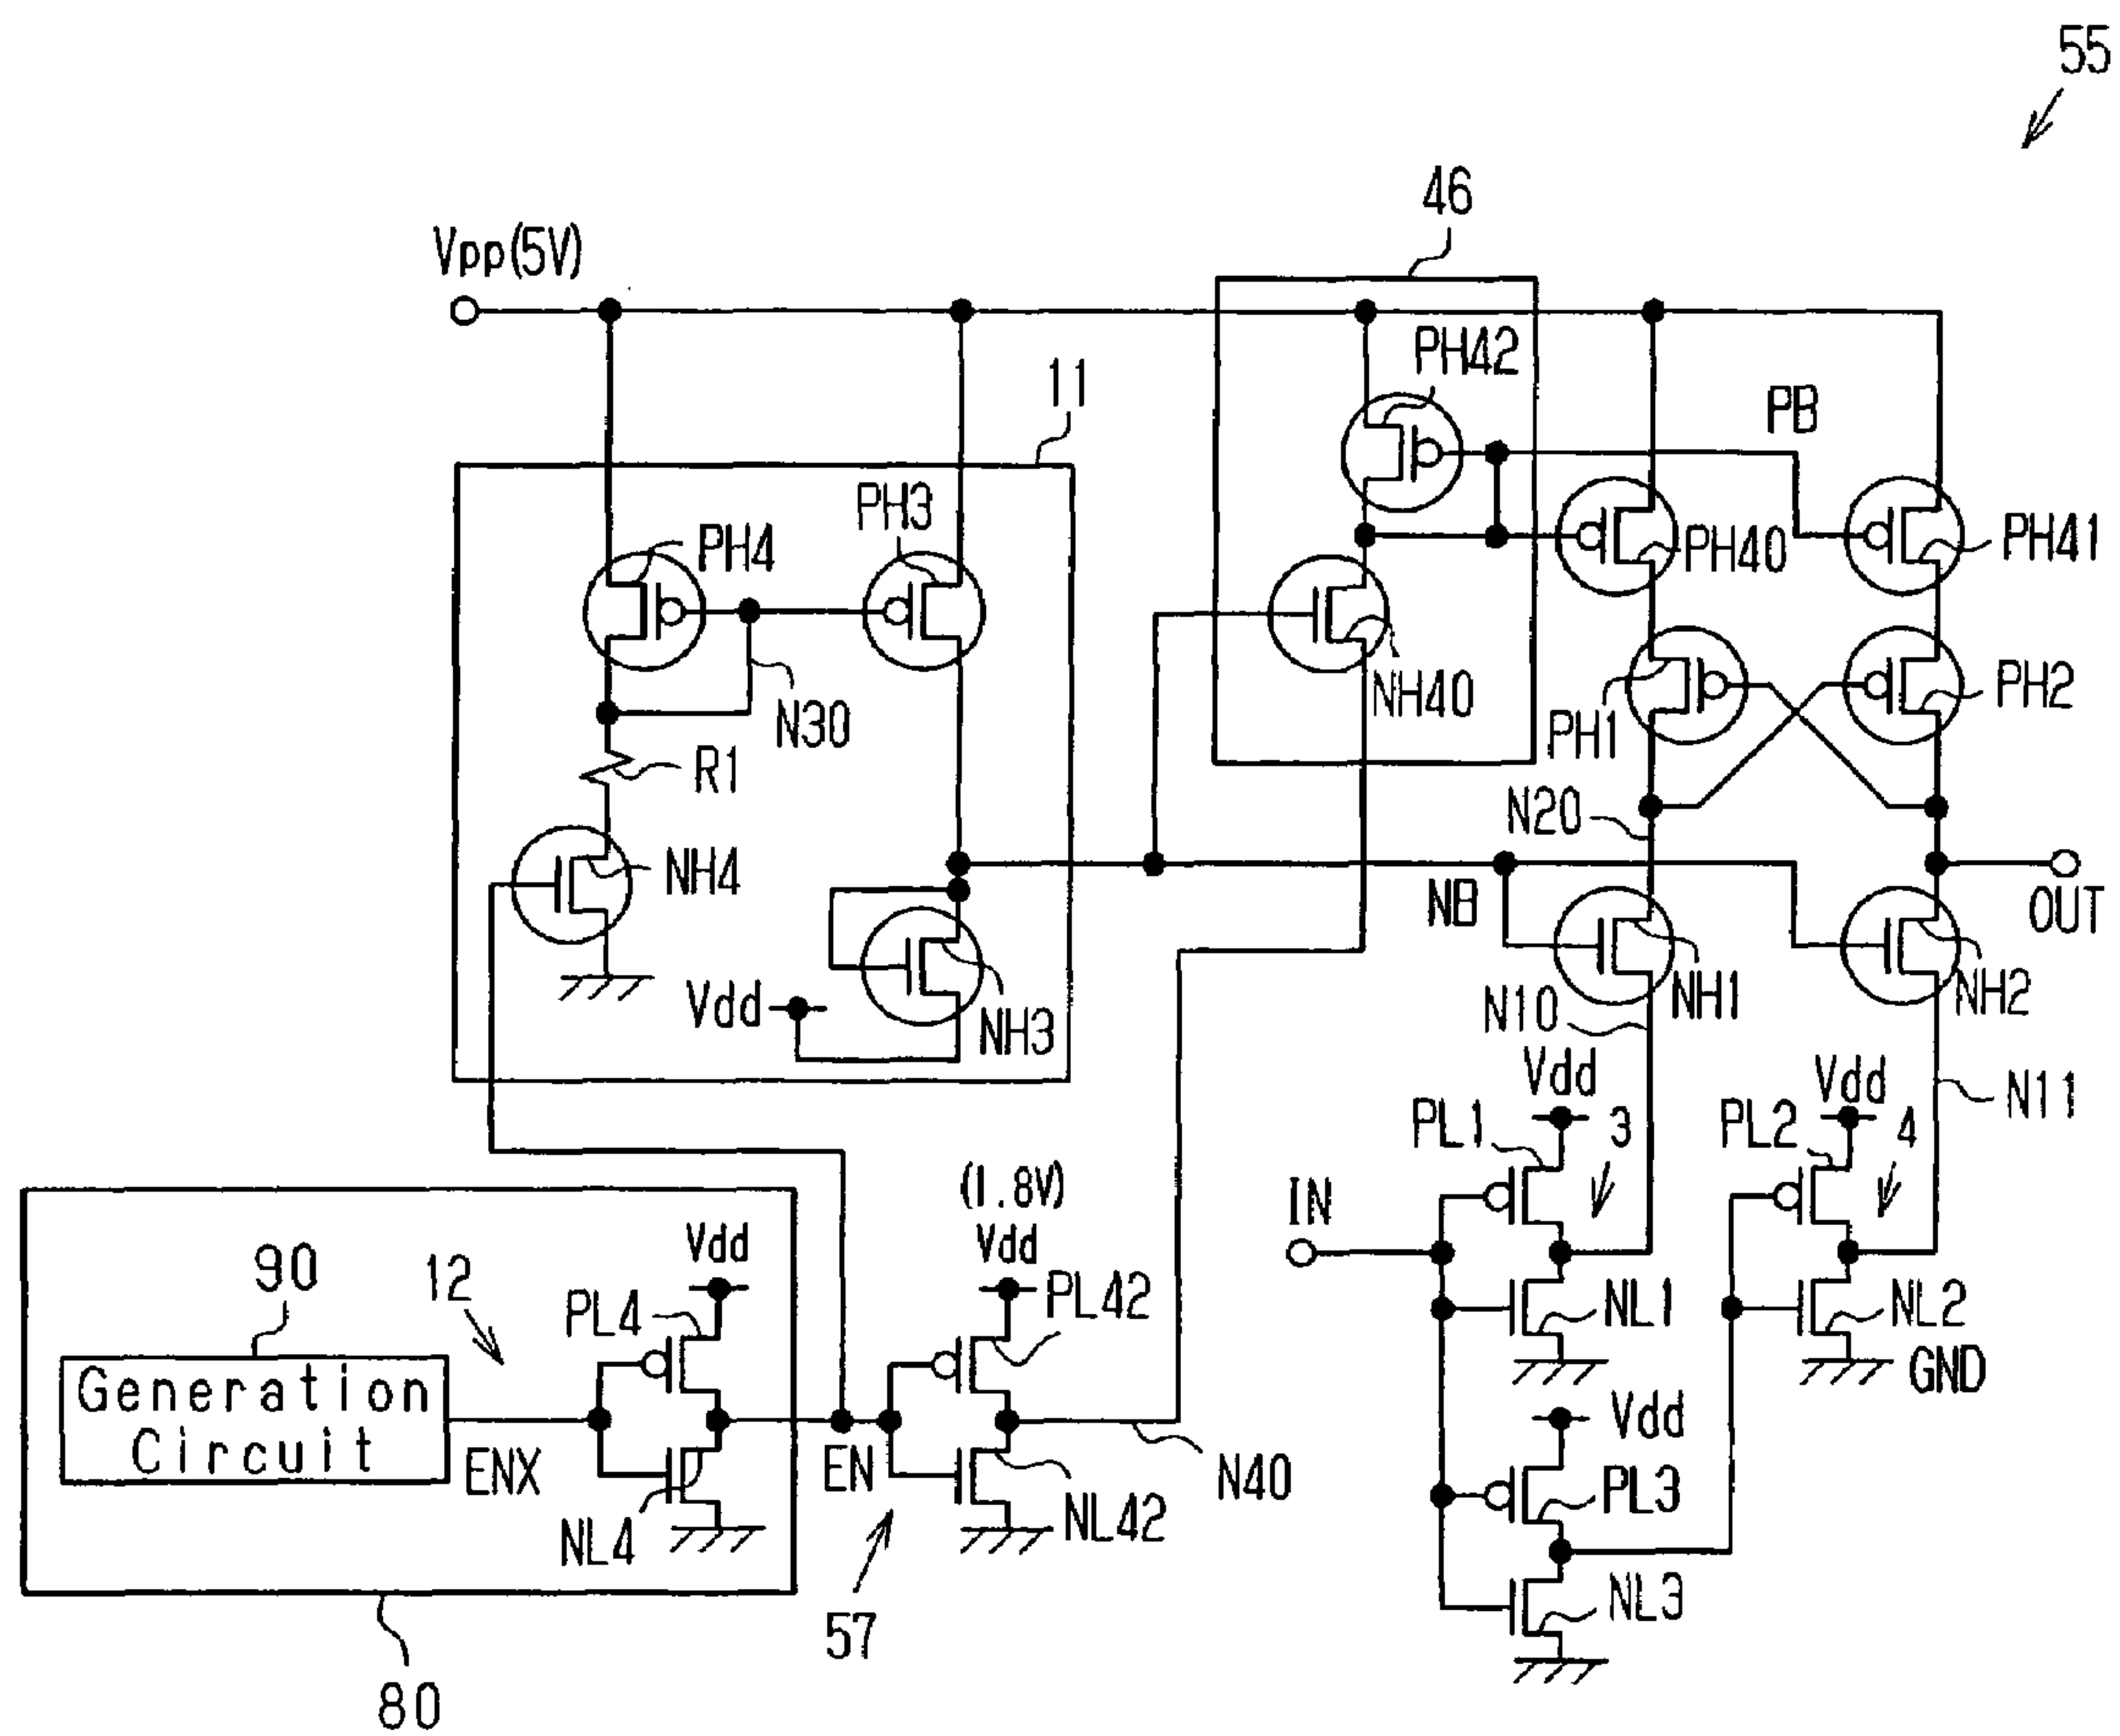 55
46
Vpp(5V)
PH42
11
PB
PH3
PH4
PH40
PH41
N30
NH40
PH1
PH2
R1
N20
NH4
NB
OUT
Vdd
NH3
N10
NH1
NH2
Vdd
Vdd
N11
PL1
3
PL2
4
(1.8V)
IN
Vdd
Vdd
90
12
PL4
PL42
NL1
NL2
GND
Generation
Circuit
ENX
EN
N40
Vdd
PL3
NL4
NL42
NL3
57
80